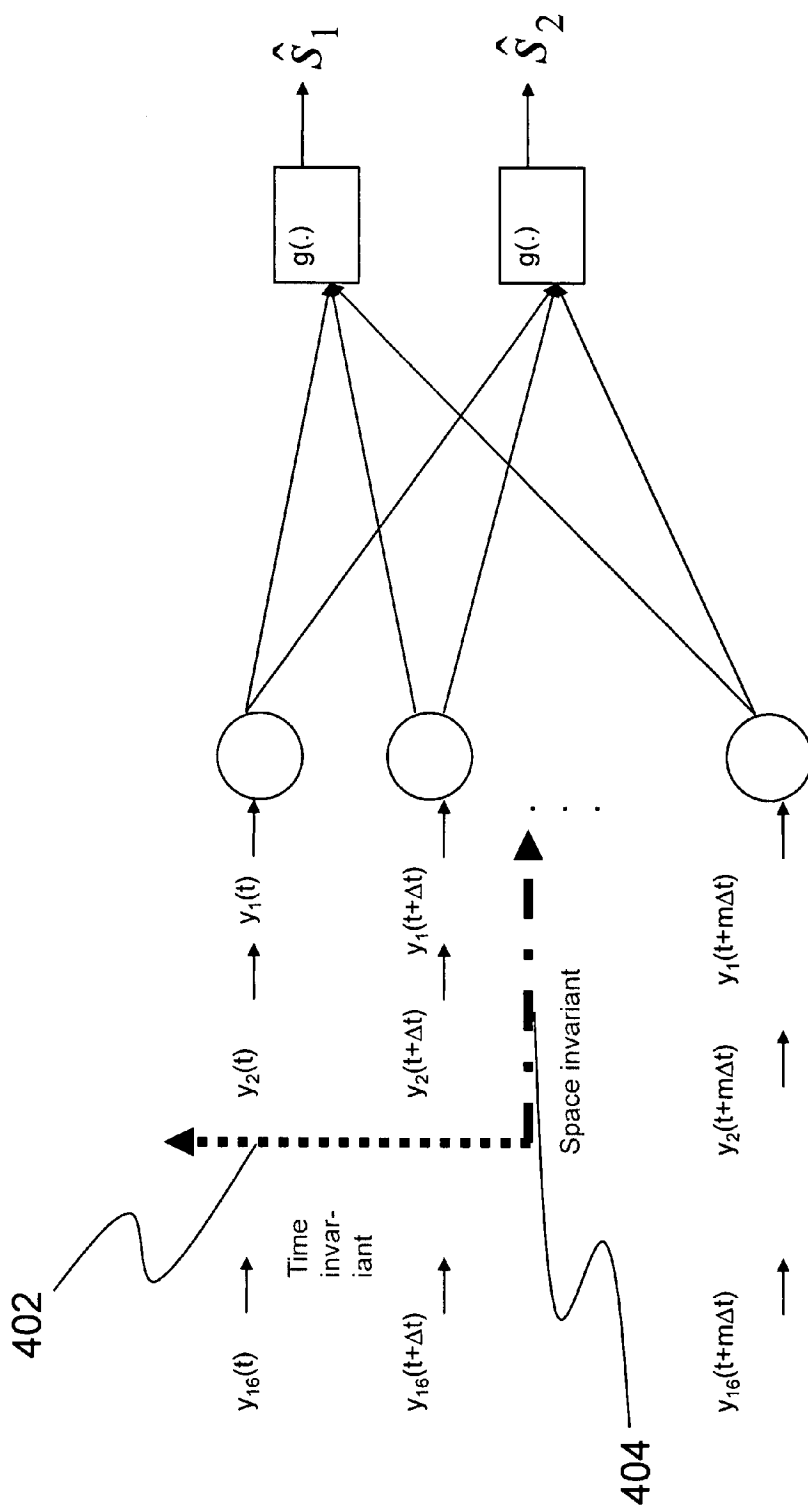 402
y₁₆(t)
y₂(t)
y₁(t)
g(.)
Ŝ₁
Time
invar-
iant
y₁₆(t+Δt)
y₂(t+Δt)
y₁(t+Δt)
g(.)
Ŝ₂
Space invariant
. . .
404
y₁₆(t+mΔt)
y₂(t+mΔt)
y₁(t+mΔt)